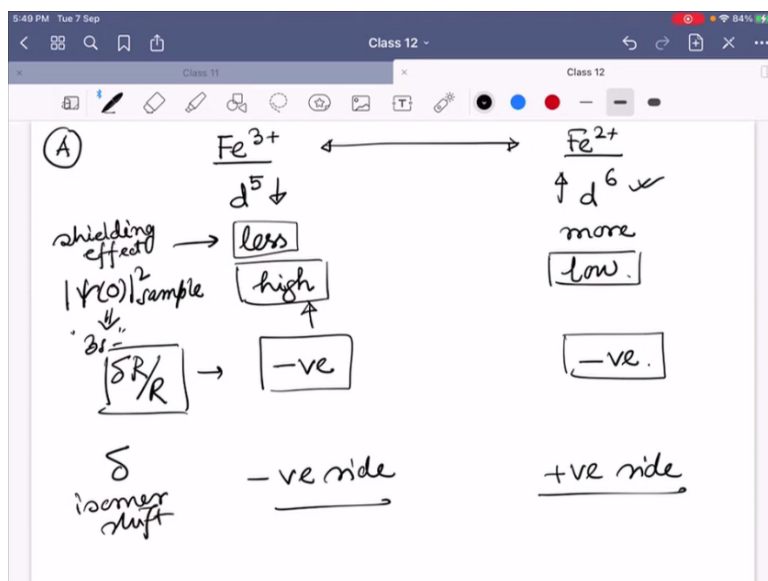 5:49 PM Tue 7 Sep
84%
Class 12
Class 11
Class 12
A
Fe³⁺ ⟷ Fe²⁺
d⁵ ↓ ↑ d⁶
shielding effect → less more
|ψ(0)|² sample high low.
"3s-"
δR/R → -ve -ve.
δ -ve side +ve side
isomer
shift